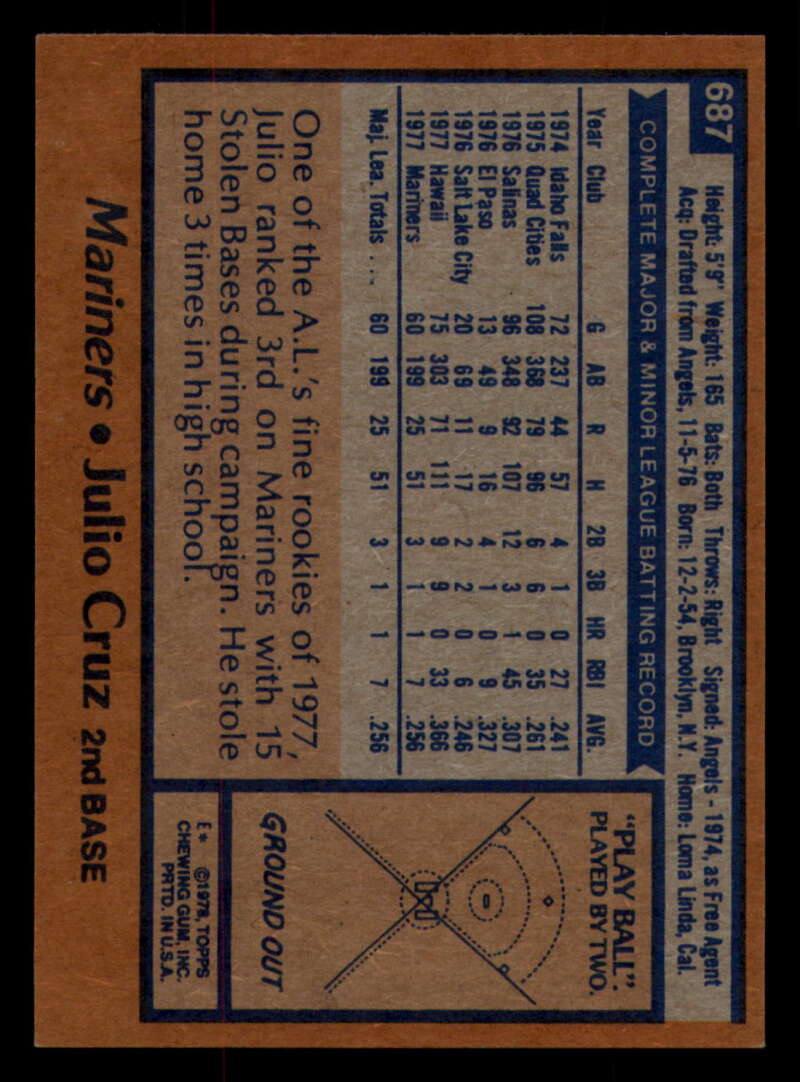 687
Height: 5'9" Weight: 165 Bats: Both Throws: Right Signed: Angels - 1974, as Free Agent
Acq: Drafted from Angels, 11-5-76 Born: 12-2-54, Brooklyn, N.Y. Home: Loma Linda, Cal.
COMPLETE MAJOR & MINOR LEAGUE BATTING RECORD
Year Club G AB R H 2B 3B HR RBI AVG.
1974 Idaho Falls 72 237 44 57 4 1 0 27 .241
1975 Quad Cities 108 368 79 96 6 6 0 35 .261
1976 Salinas 96 348 92 107 12 3 1 45 .307
1976 El Paso 13 49 9 16 4 1 0 9 .327
1976 Salt Lake City 20 69 11 17 2 2 0 6 .246
1977 Hawaii 75 303 71 111 9 9 0 33 .366
1977 Mariners 60 199 25 51 3 1 1 7 .256
Maj. Lea. Totals ... 60 199 25 51 3 1 1 7 .256
One of the A.L.'s fine rookies of 1977,
Julio ranked 3rd on Mariners with 15
Stolen Bases during campaign. He stole
home 3 times in high school.
"PLAY BALL".
PLAYED BY TWO.
GROUND OUT
E* ©1978, TOPPS
CHEWING GUM, INC.
PRTD. IN U.S.A.
Mariners • Julio Cruz 2nd BASE